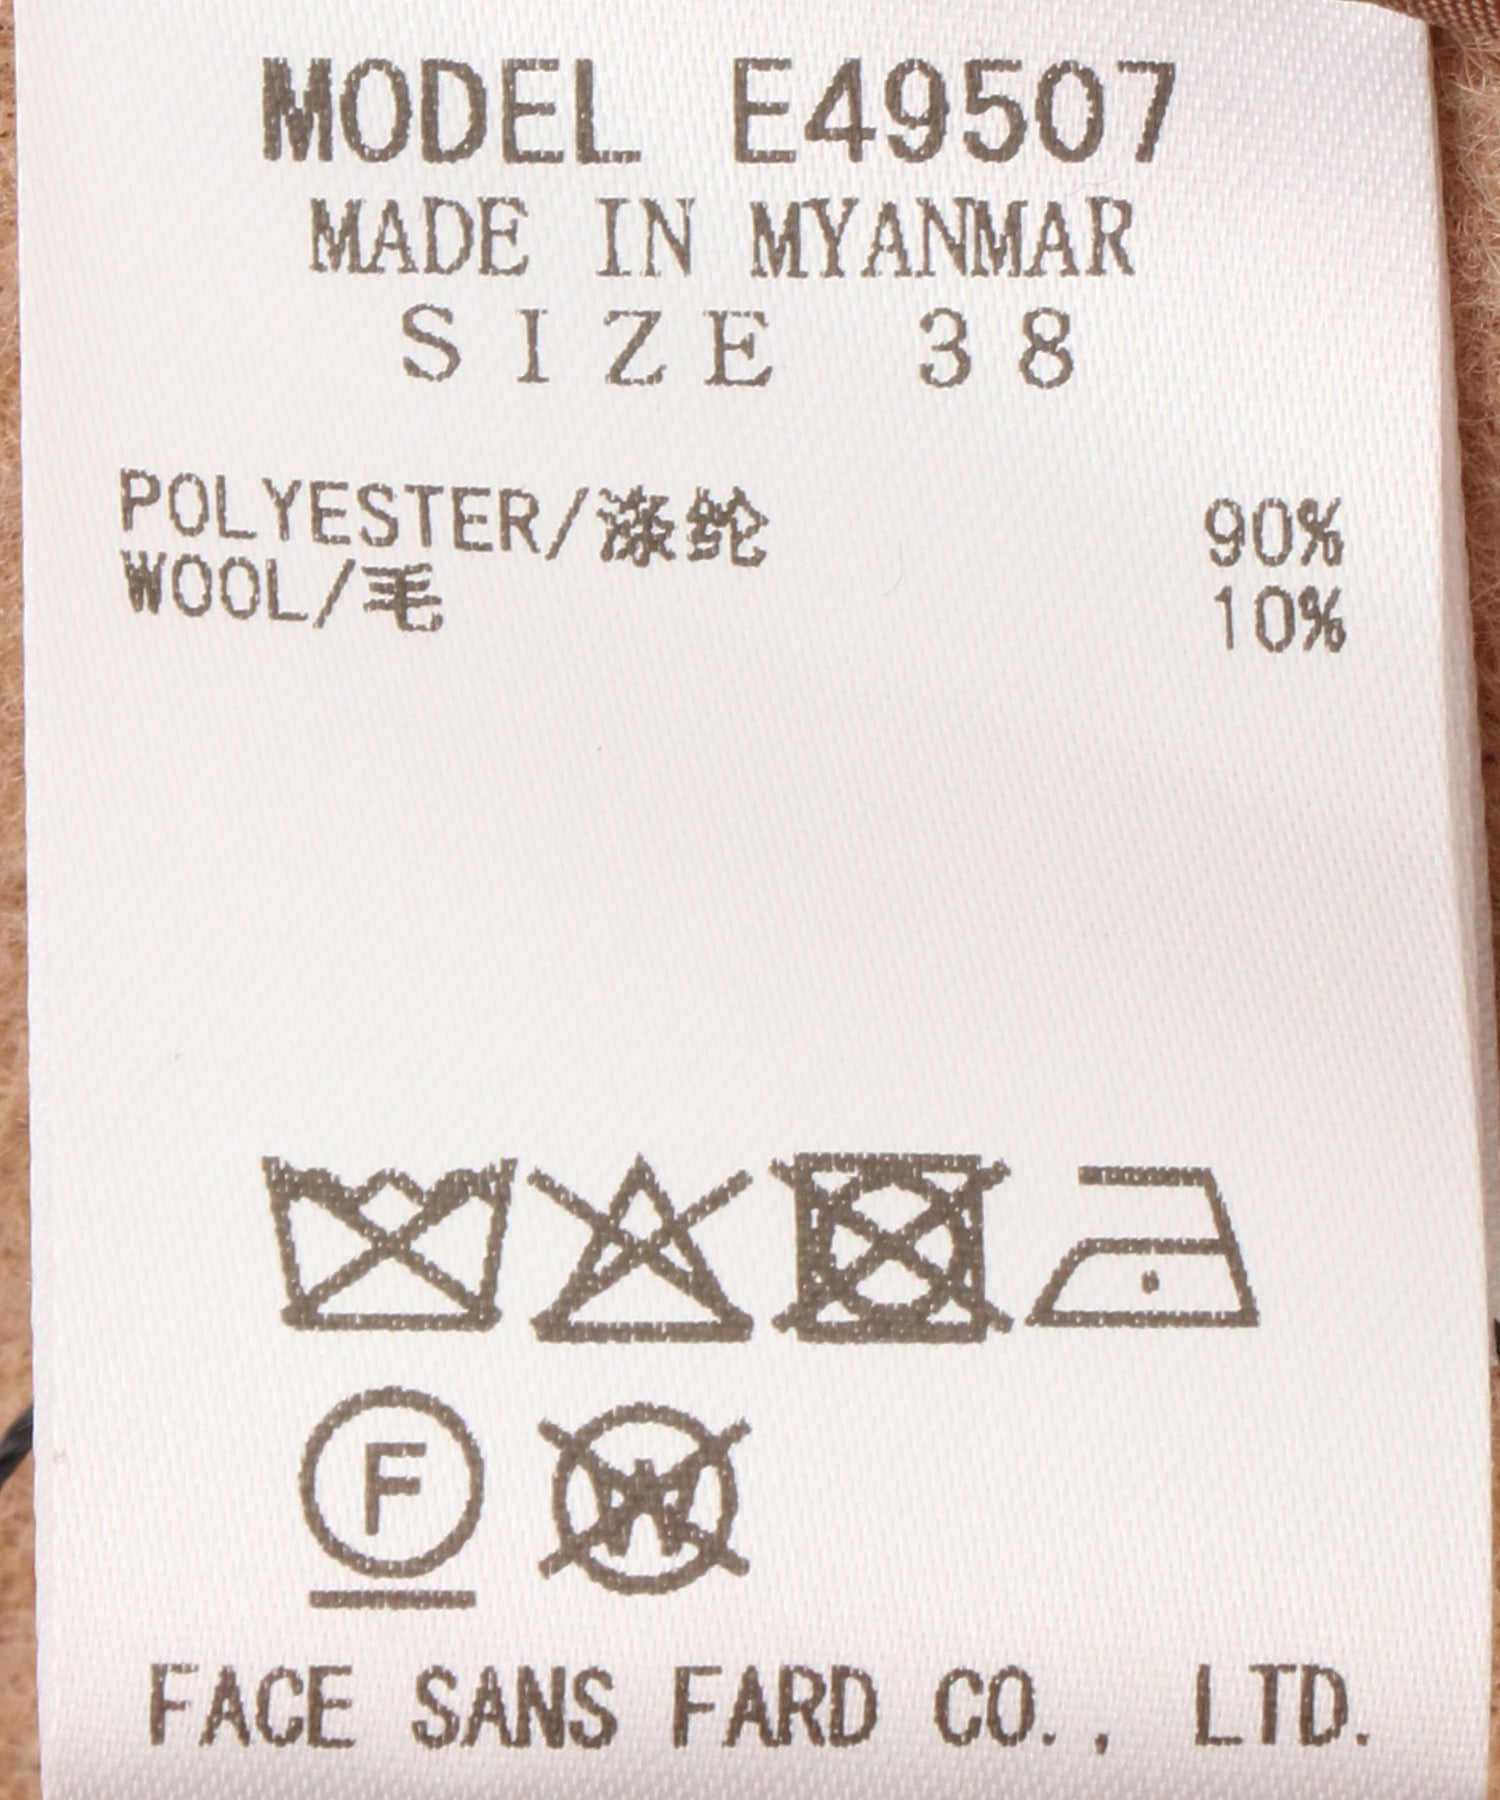 MODEL E49507
MADE IN MYANMAR
SIZE 38
POLYESTER/涤纶 90%
WOOL/毛 10%
F
W
FACE SANS FARD CO., LTD.